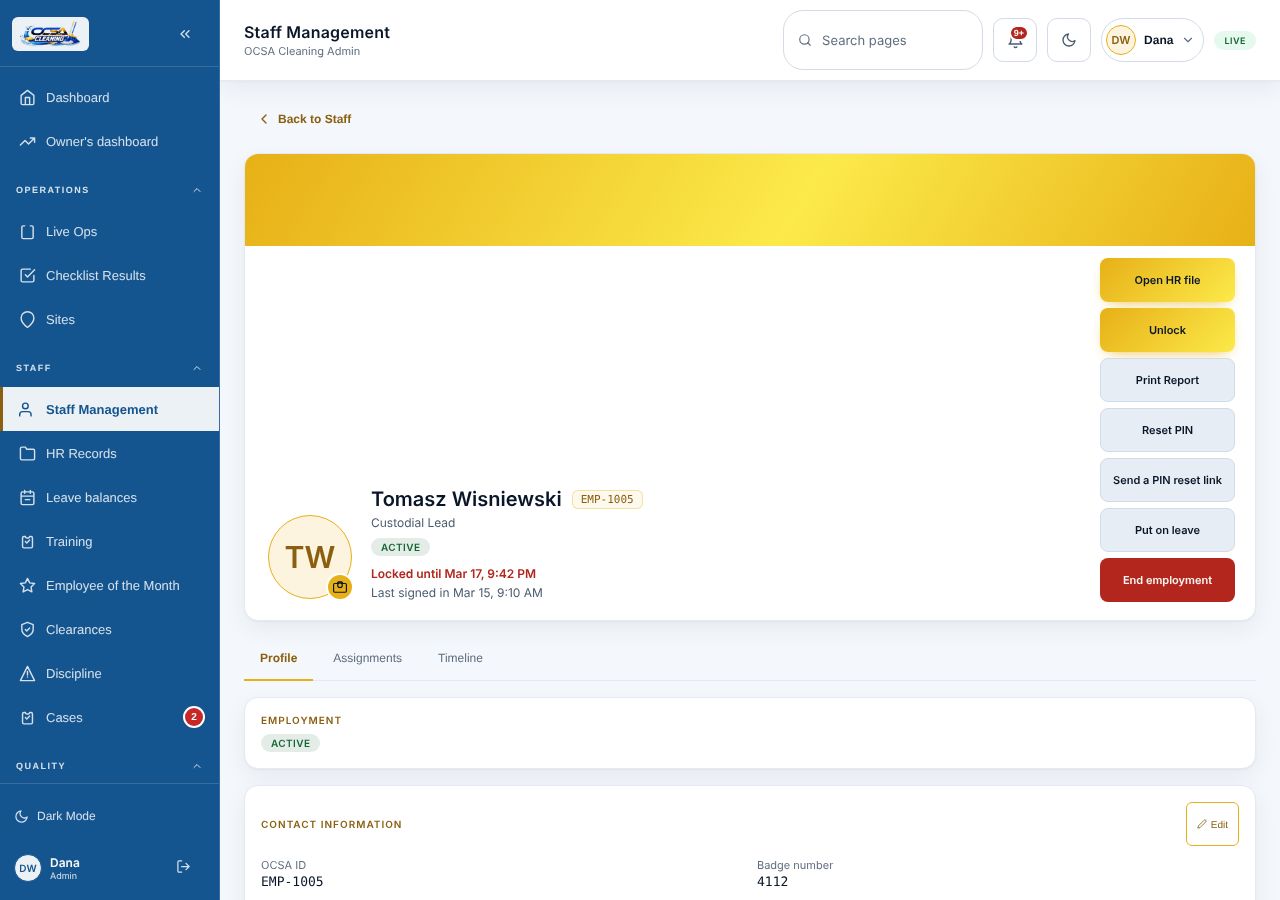 OCSA
CLEANING
Staff Management
OCSA Cleaning Admin
Search pages
9+
DW
Dana
LIVE
Dashboard
Owner's dashboard
OPERATIONS
Live Ops
Checklist Results
Sites
STAFF
Staff Management
HR Records
Leave balances
Training
Employee of the Month
Clearances
Discipline
Cases
2
QUALITY
Dark Mode
DW
Dana
Admin
Back to Staff
Open HR file
Unlock
Print Report
Reset PIN
Send a PIN reset link
Put on leave
End employment
TW
Tomasz Wisniewski
EMP-1005
Custodial Lead
ACTIVE
Locked until Mar 17, 9:42 PM
Last signed in Mar 15, 9:10 AM
Profile
Assignments
Timeline
EMPLOYMENT
ACTIVE
CONTACT INFORMATION
Edit
OCSA ID
EMP-1005
Badge number
4112